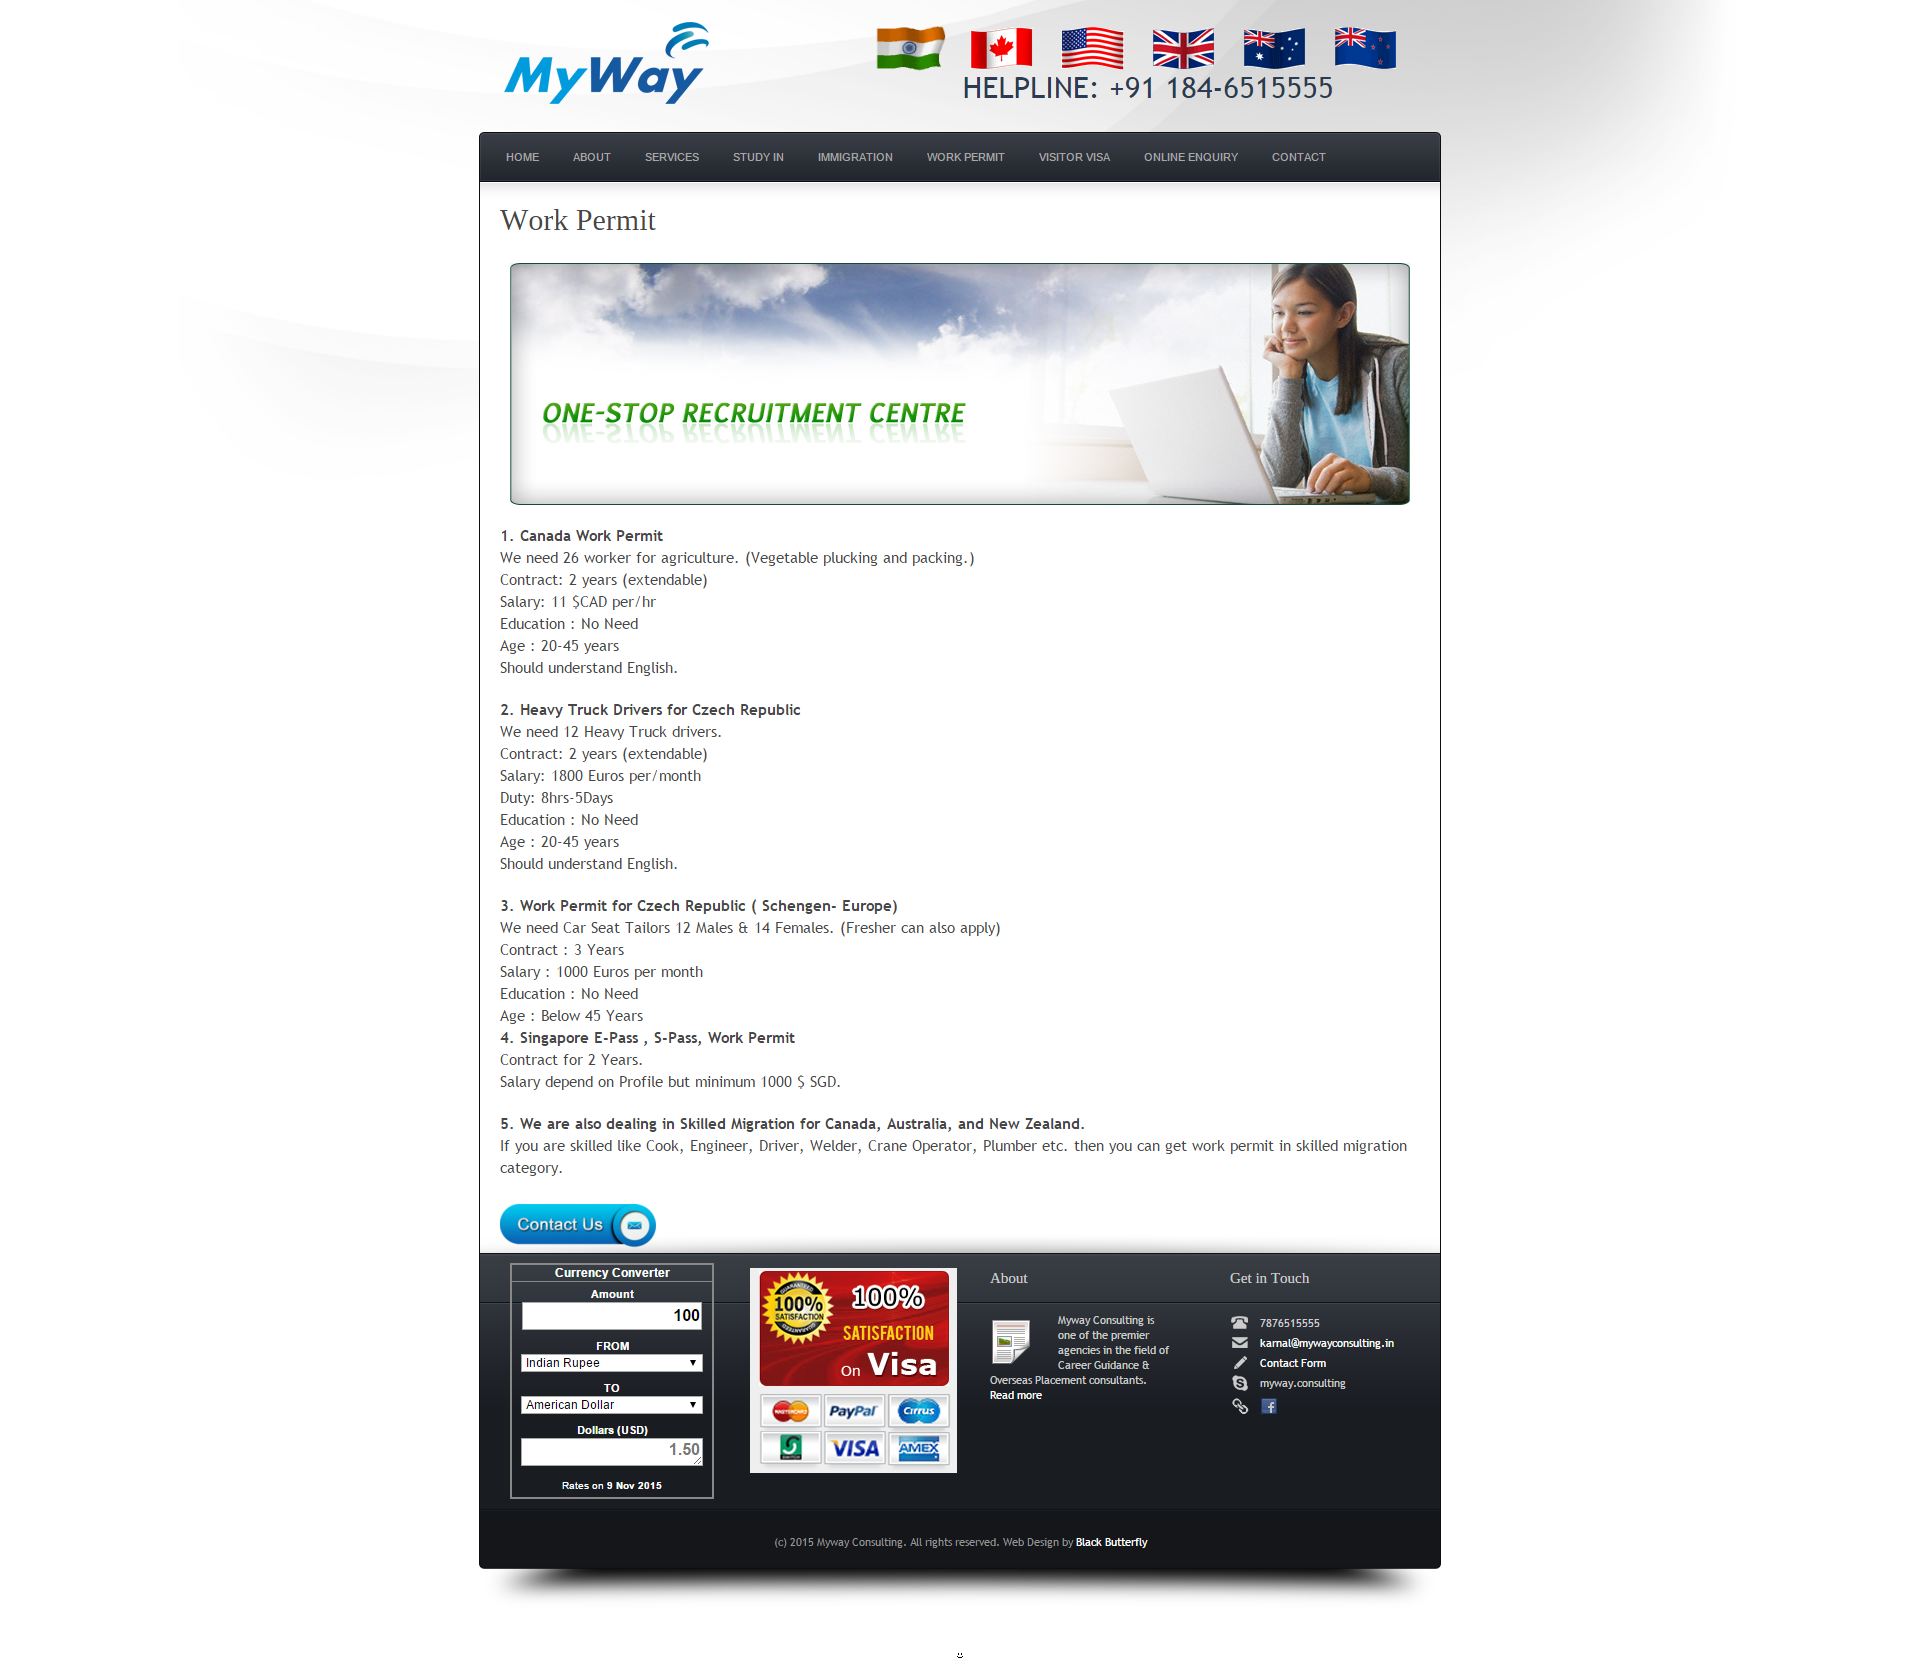 MyWay
HELPLINE: +91 184-6515555
HOME ABOUT SERVICES STUDY IN IMMIGRATION WORK PERMIT VISITOR VISA ONLINE ENQUIRY CONTACT
Work Permit
ONE-STOP RECRUITMENT CENTRE
1. Canada Work Permit
We need 26 worker for agriculture. (Vegetable plucking and packing.)
Contract: 2 years (extendable)
Salary: 11 $CAD per/hr
Education : No Need
Age : 20-45 years
Should understand English.
2. Heavy Truck Drivers for Czech Republic
We need 12 Heavy Truck drivers.
Contract: 2 years (extendable)
Salary: 1800 Euros per/month
Duty: 8hrs-5Days
Education : No Need
Age : 20-45 years
Should understand English.
3. Work Permit for Czech Republic ( Schengen- Europe)
We need Car Seat Tailors 12 Males & 14 Females. (Fresher can also apply)
Contract : 3 Years
Salary : 1000 Euros per month
Education : No Need
Age : Below 45 Years
4. Singapore E-Pass , S-Pass, Work Permit
Contract for 2 Years.
Salary depend on Profile but minimum 1000 $ SGD.
5. We are also dealing in Skilled Migration for Canada, Australia, and New Zealand.
If you are skilled like Cook, Engineer, Driver, Welder, Crane Operator, Plumber etc. then you can get work permit in skilled migration
category.
Contact Us
Currency Converter
Amount
100
FROM
Indian Rupee
TO
American Dollar
Dollars (USD)
1.50
Rates on 9 Nov 2015
GUARANTEED
100%
SATISFACTION
GUARANTEED
100%
SATISFACTION
On Visa
MasterCard PayPal Cirrus
VISA AMEX
About
Myway Consulting is
one of the premier
agencies in the field of
Career Guidance &
Overseas Placement consultants.
Read more
Get in Touch
7876515555
karnal@mywayconsulting.in
Contact Form
myway.consulting
(c) 2015 Myway Consulting. All rights reserved. Web Design by Black Butterfly